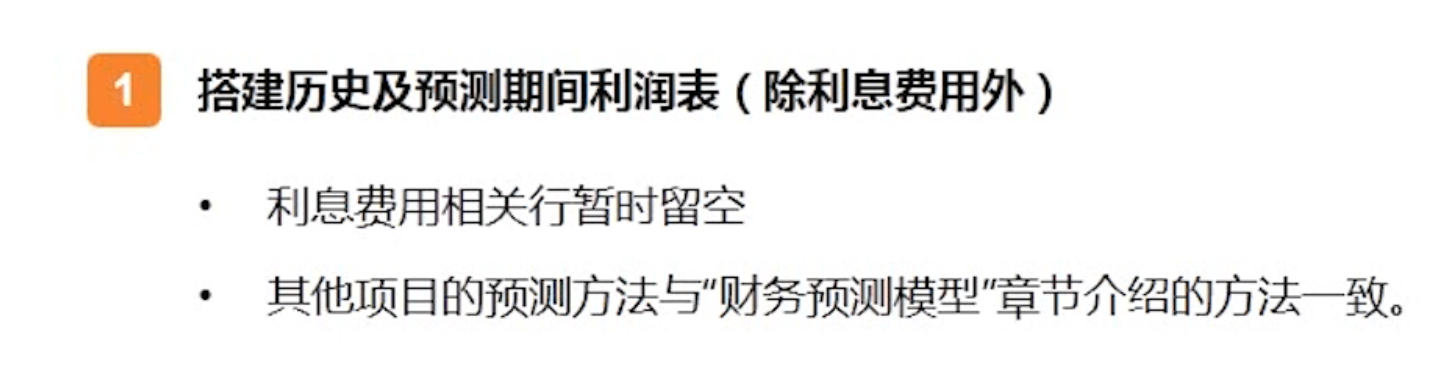 1 搭建历史及预测期间利润表（除利息费用外）
• 利息费用相关行暂时留空
• 其他项目的预测方法与“财务预测模型”章节介绍的方法一致。